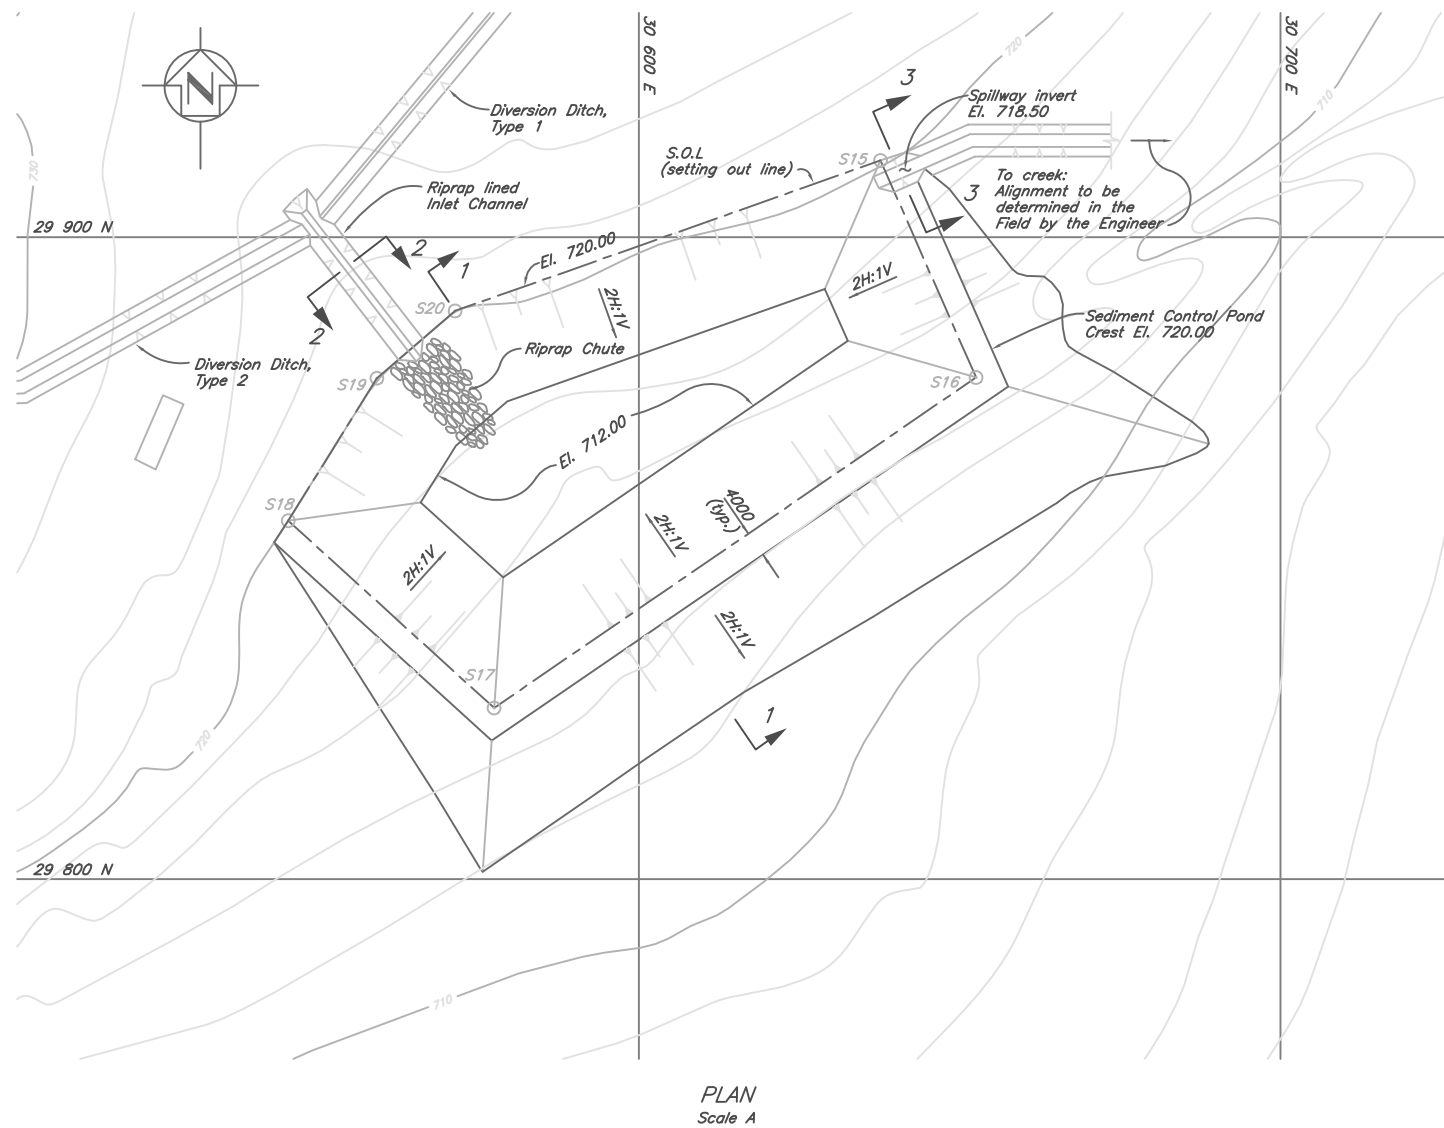 N
30 600 E
30 700 E
720
710
730
Diversion Ditch,
Type 1
3
Spillway invert
El. 718.50
S.O.L
(setting out line)
S15
To creek:
Alignment to be
determined in the
Field by the Engineer
3
Riprap lined
Inlet Channel
29 900 N
2
1
El. 720.00
2H:1V
2H:1V
S20
2
Riprap Chute
Sediment Control Pond
Crest El. 720.00
Diversion Ditch,
Type 2
S19
S16
El. 712.00
S18
4000
(typ.)
2H:1V
2H:1V
2H:1V
S17
1
720
29 800 N
710
PLAN
Scale A